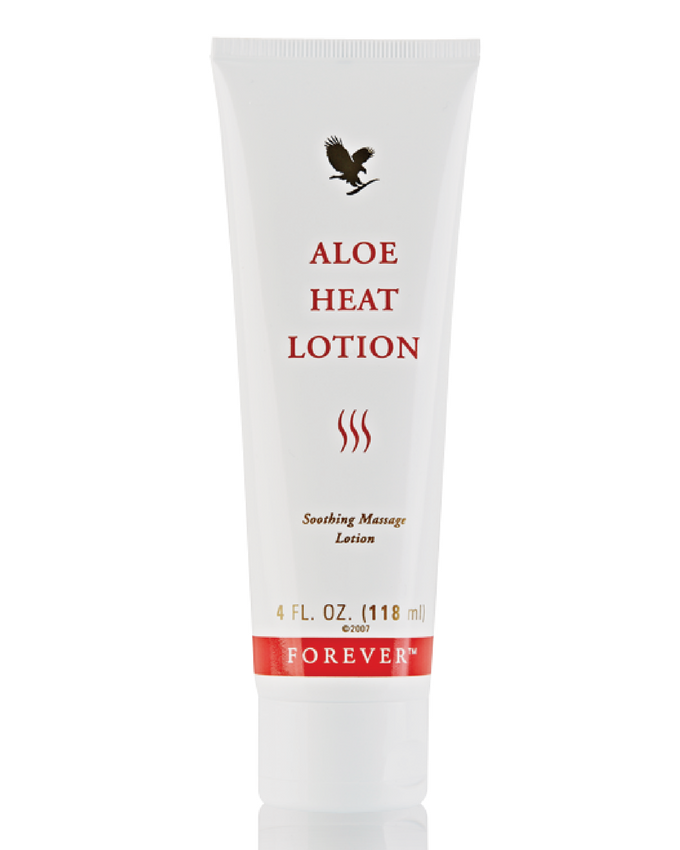 ALOE
HEAT
LOTION
Soothing Massage
Lotion
4 FL. OZ. (118 ml)
©2007
FOREVER™